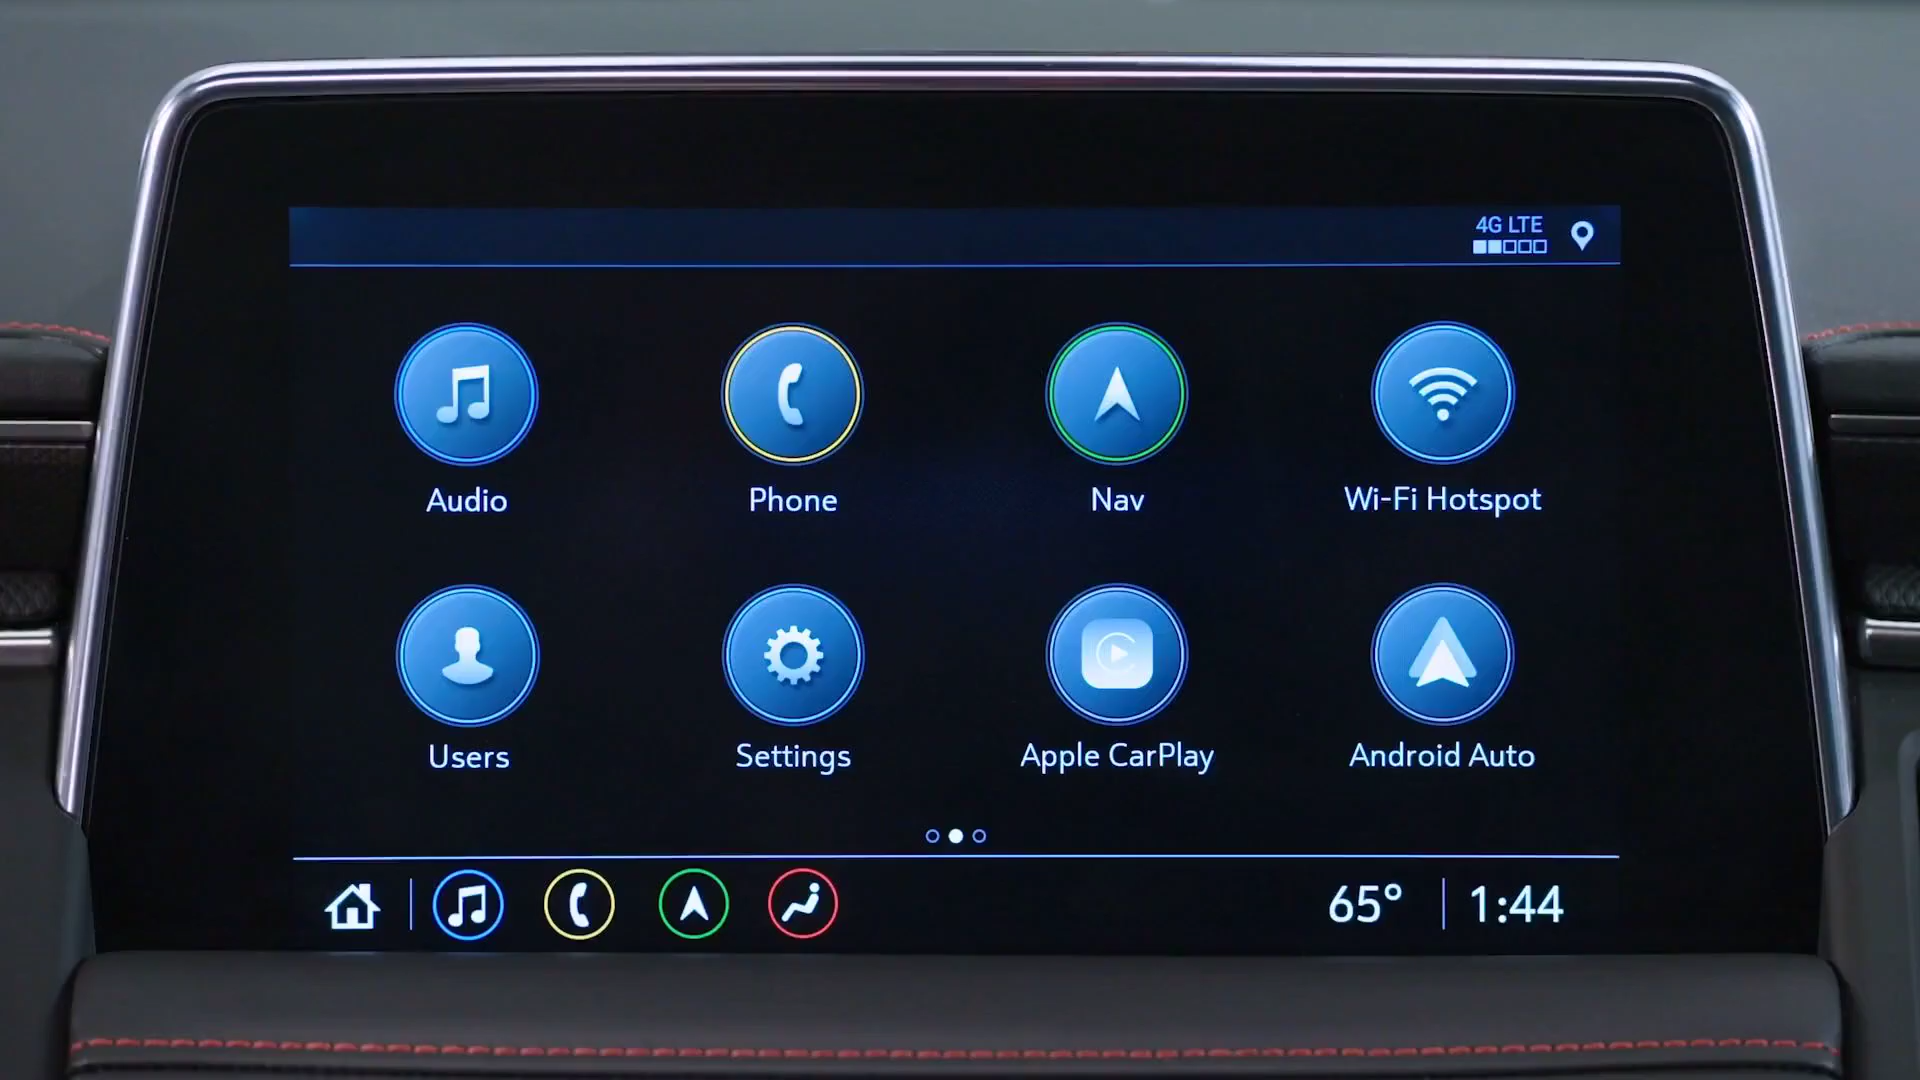 4G LTE
Audio
Phone
Nav
Wi-Fi Hotspot
Users
Settings
Apple CarPlay
Android Auto
65°
1:44